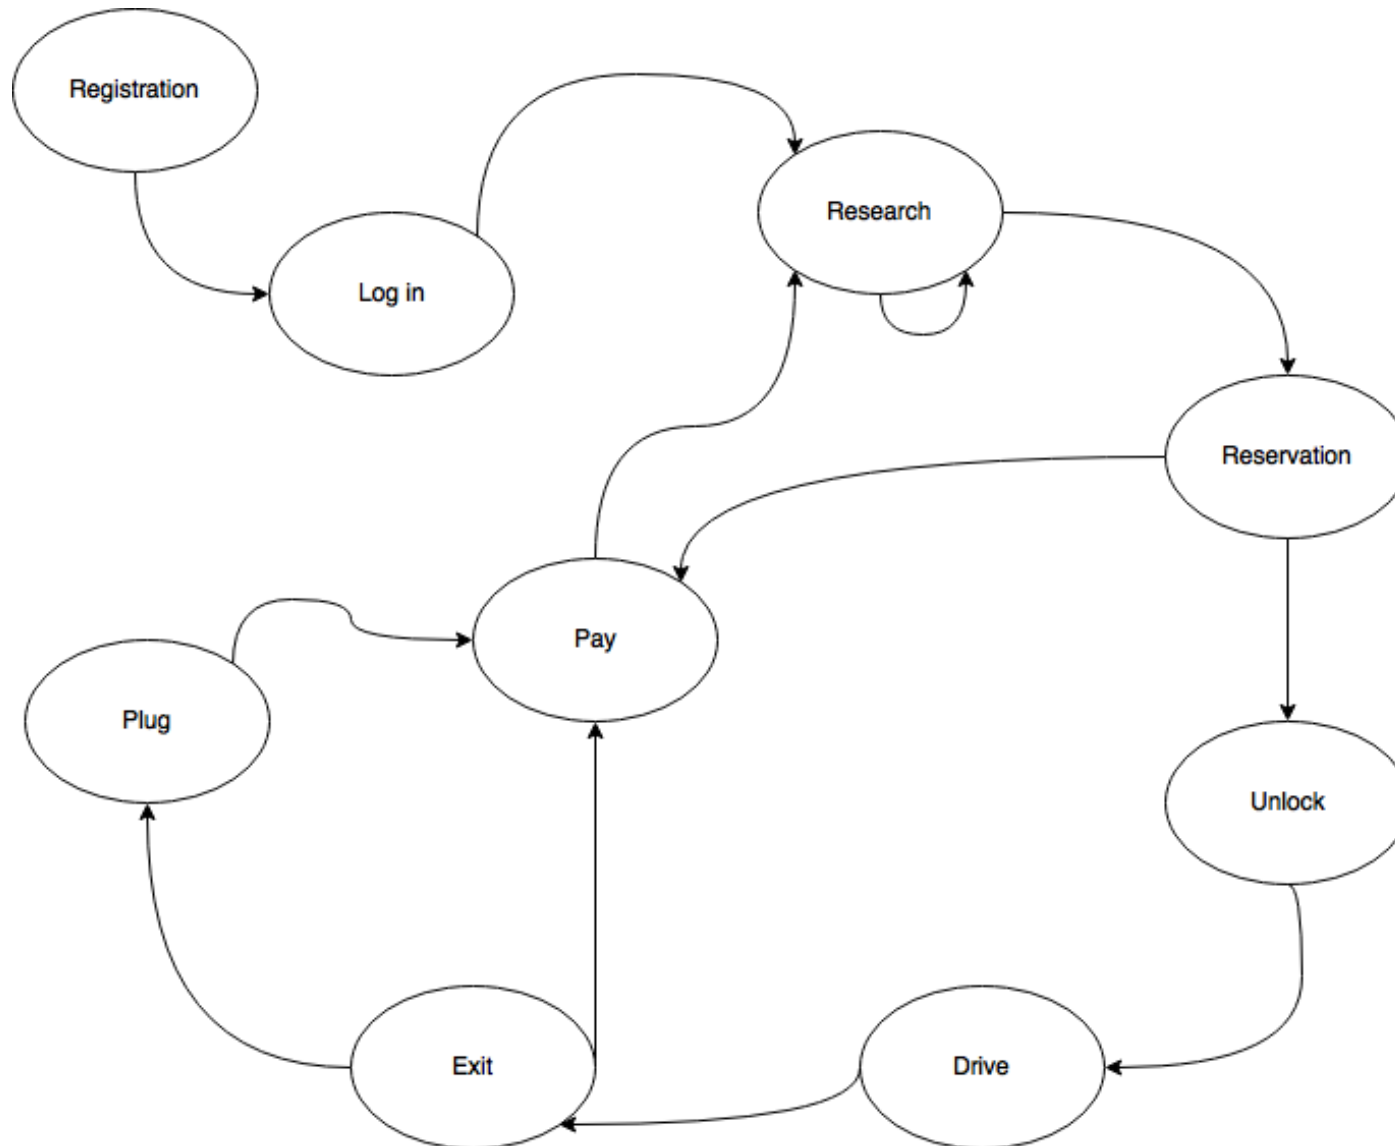 Registration
Research
Log in
Reservation
Pay
Plug
Unlock
Exit
Drive